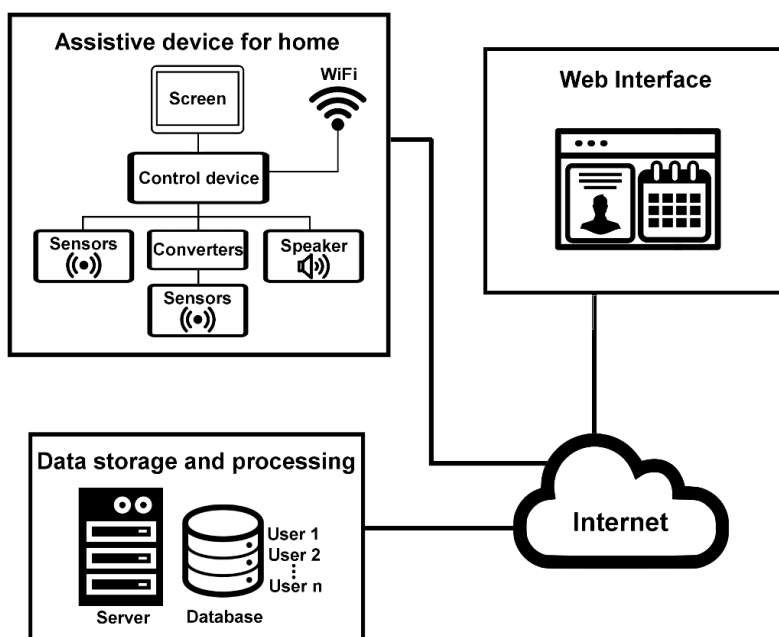 Assistive device for home
WiFi
Screen
Control device
Sensors
Converters
Speaker
Sensors
Web Interface
Data storage and processing
User 1
User 2
User n
Server
Database
Internet